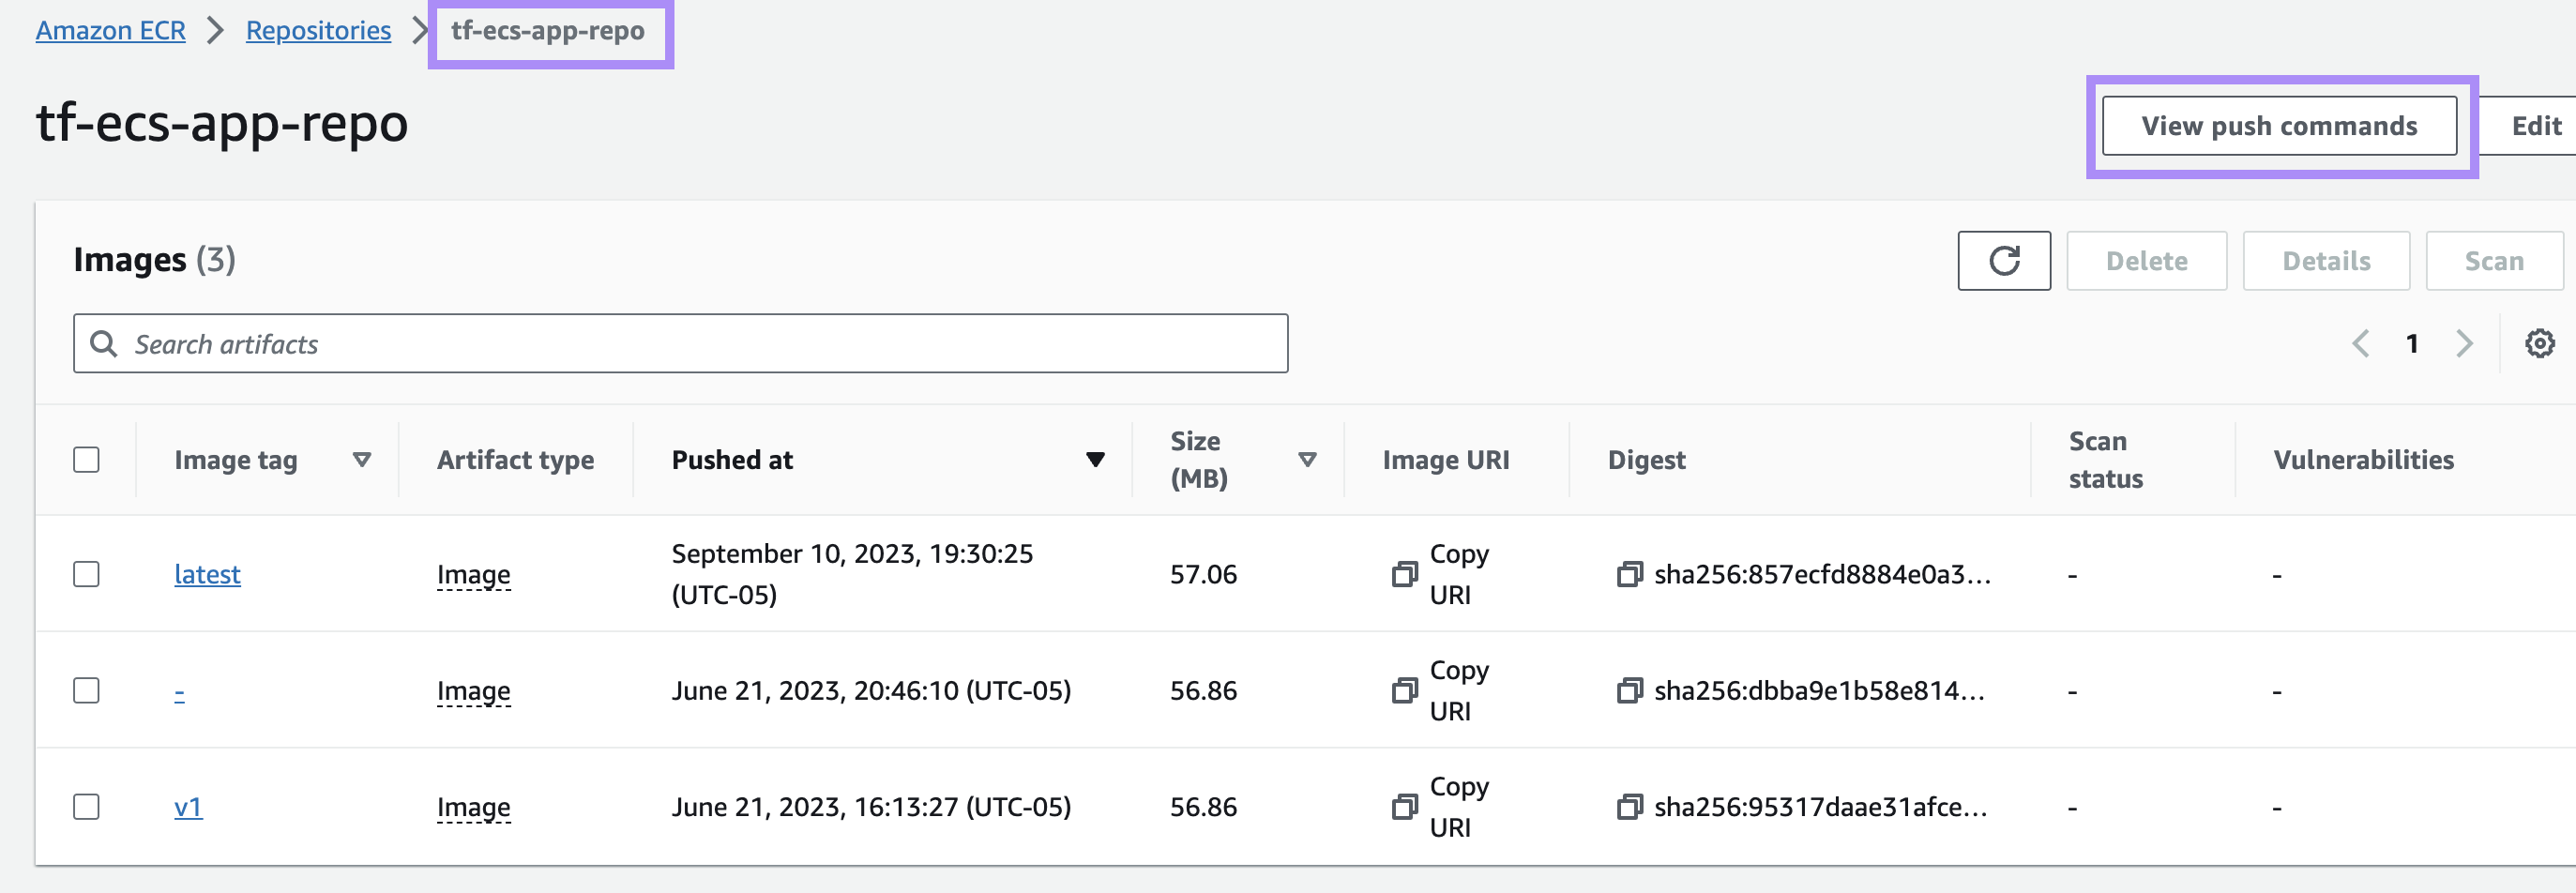 Amazon ECR Repositories tf-ecs-app-repo
tf-ecs-app-repo
View push commands
Edit
Images (3)
Delete
Details
Scan
Search artifacts
1
Image tag
Artifact type
Pushed at
Size
(MB)
Image URI
Digest
Scan
status
Vulnerabilities
latest
Image
September 10, 2023, 19:30:25
(UTC-05)
57.06
Copy
URI
sha256:857ecfd8884e0a3...
-
-
-
Image
June 21, 2023, 20:46:10 (UTC-05)
56.86
Copy
URI
sha256:dbba9e1b58e814...
-
-
v1
Image
June 21, 2023, 16:13:27 (UTC-05)
56.86
Copy
URI
sha256:95317daae31afce...
-
-